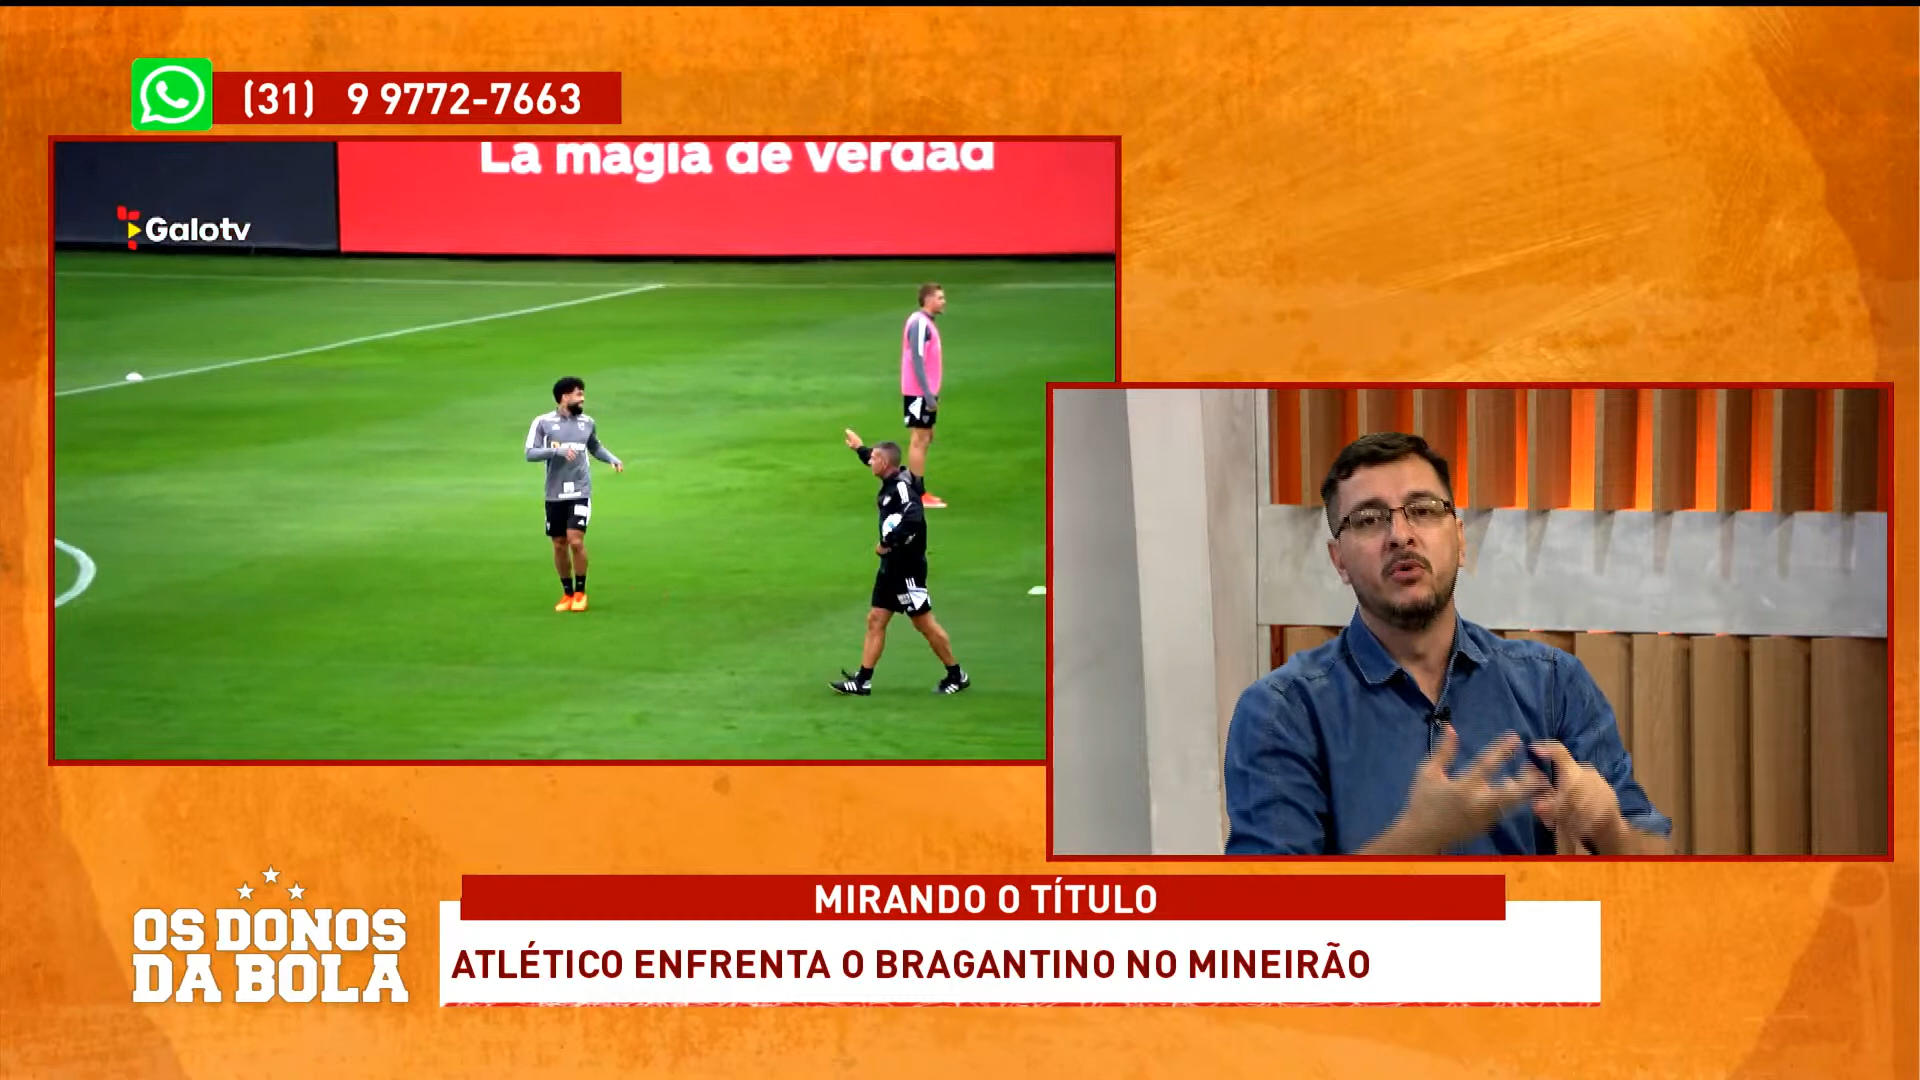 (31) 9 9772-7663
La magia de verdad
Galotv
MIRANDO O TÍTULO
OS DONOS
DA BOLA
ATLÉTICO ENFRENTA O BRAGANTINO NO MINEIRÃO